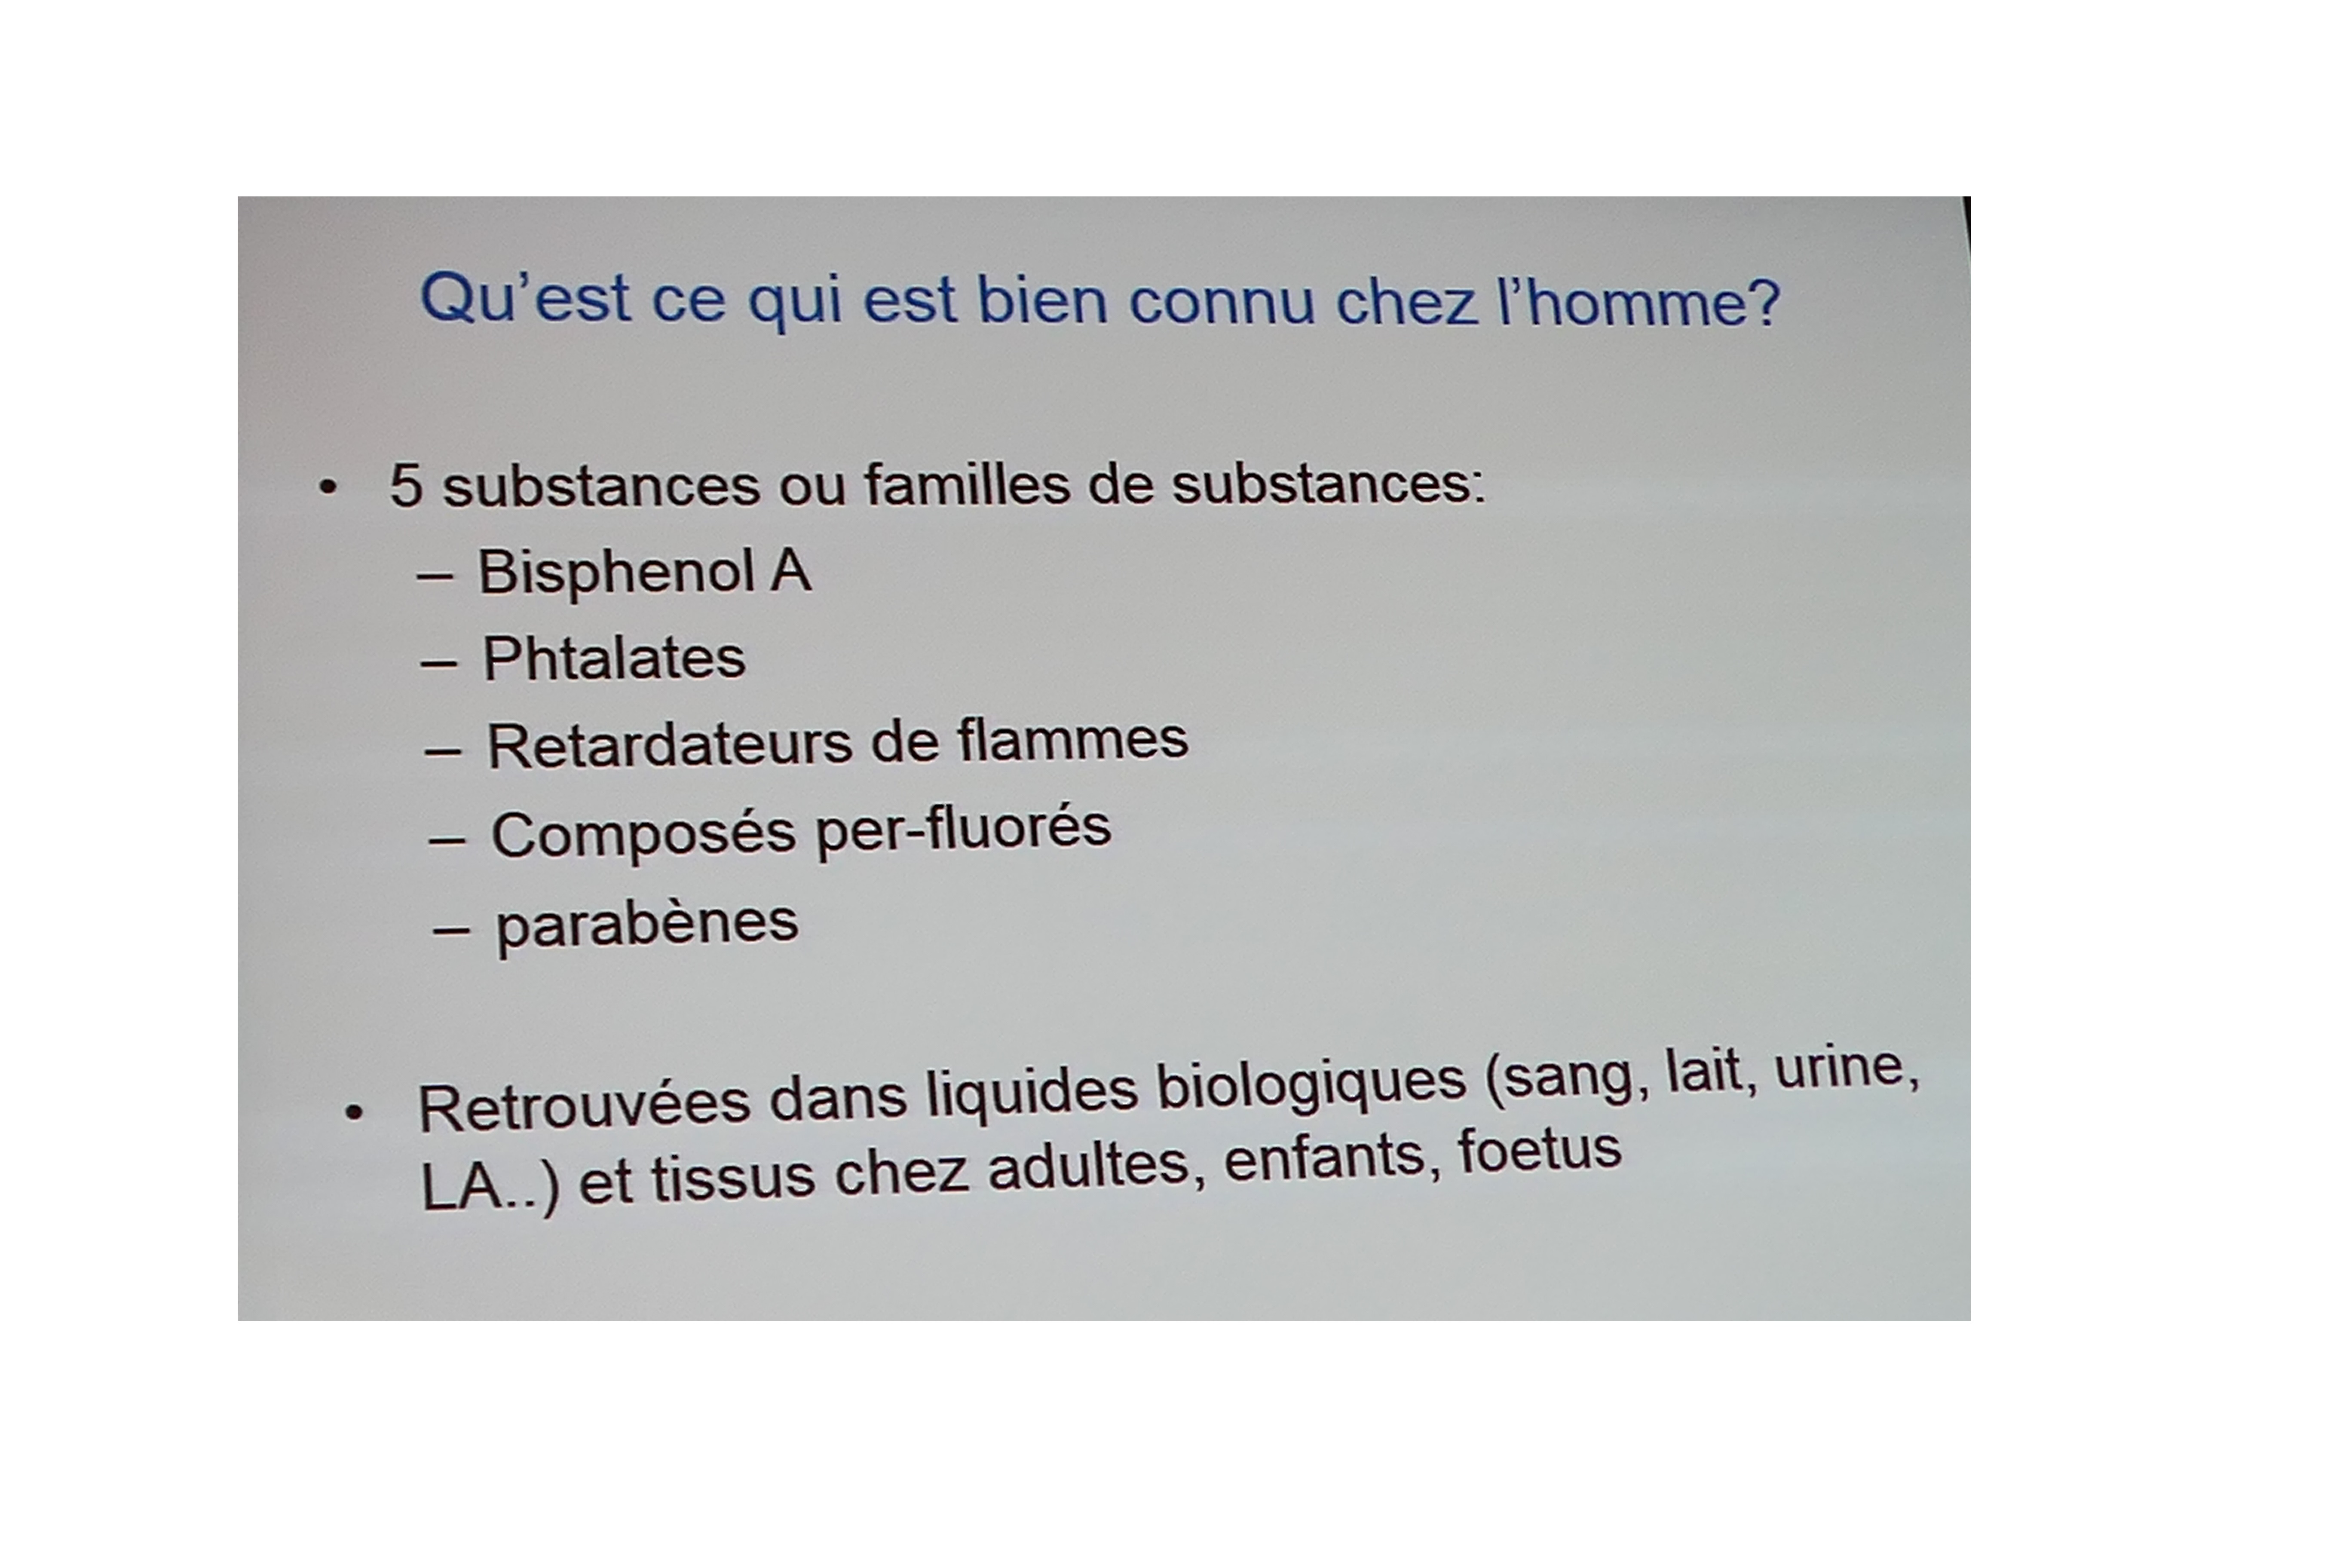 Qu'est ce qui est bien connu chez l'homme?
• 5 substances ou familles de substances:
– Bisphenol A
– Phtalates
– Retardateurs de flammes
– Composés per-fluorés
– parabènes
• Retrouvées dans liquides biologiques (sang, lait, urine,
LA..) et tissus chez adultes, enfants, foetus